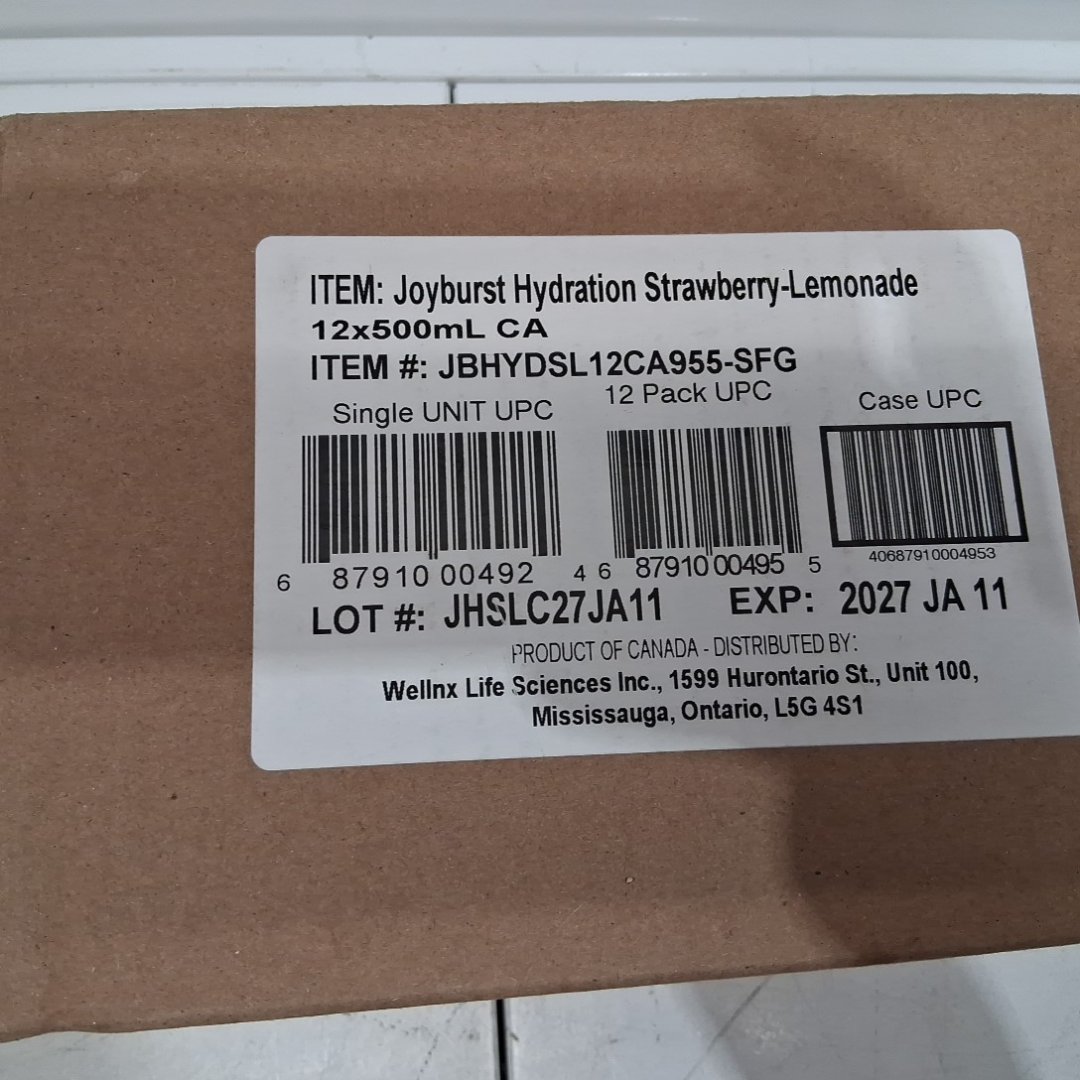 ITEM: Joyburst Hydration Strawberry-Lemonade
12x500mL CA
ITEM #: JBHYDSL12CA955-SFG
Single UNIT UPC 12 Pack UPC Case UPC
6 87910 00492 4 6 87910 00495 5 40687910004953
LOT #: JHSLC27JA11 EXP: 2027 JA 11
PRODUCT OF CANADA - DISTRIBUTED BY:
Wellnx Life Sciences Inc., 1599 Hurontario St., Unit 100,
Mississauga, Ontario, L5G 4S1